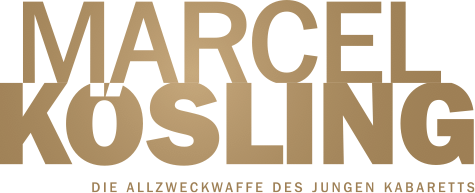 MARCEL
KÖSLING
DIE ALLZWECKWAFFE DES JUNGEN KABARETTS